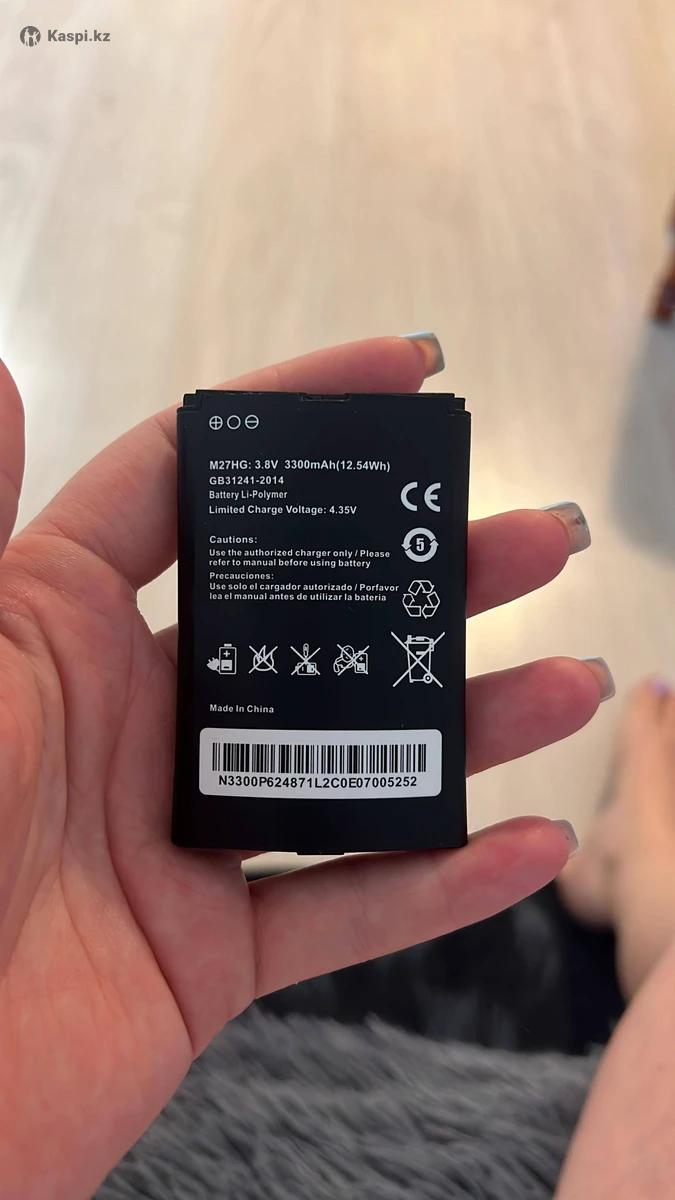 Kaspi.kz
M27HG: 3.8V 3300mAh(12.54Wh)
GB31241-2014
Battery Li-Polymer
Limited Charge Voltage: 4.35V
CE
5
Cautions:
Use the authorized charger only / Please
refer to manual before using battery
Precauciones:
Use solo el cargador autorizado / Porfavor
lea el manual antes de utilizar la bateria
Made In China
N3300P624871L2C0E07005252